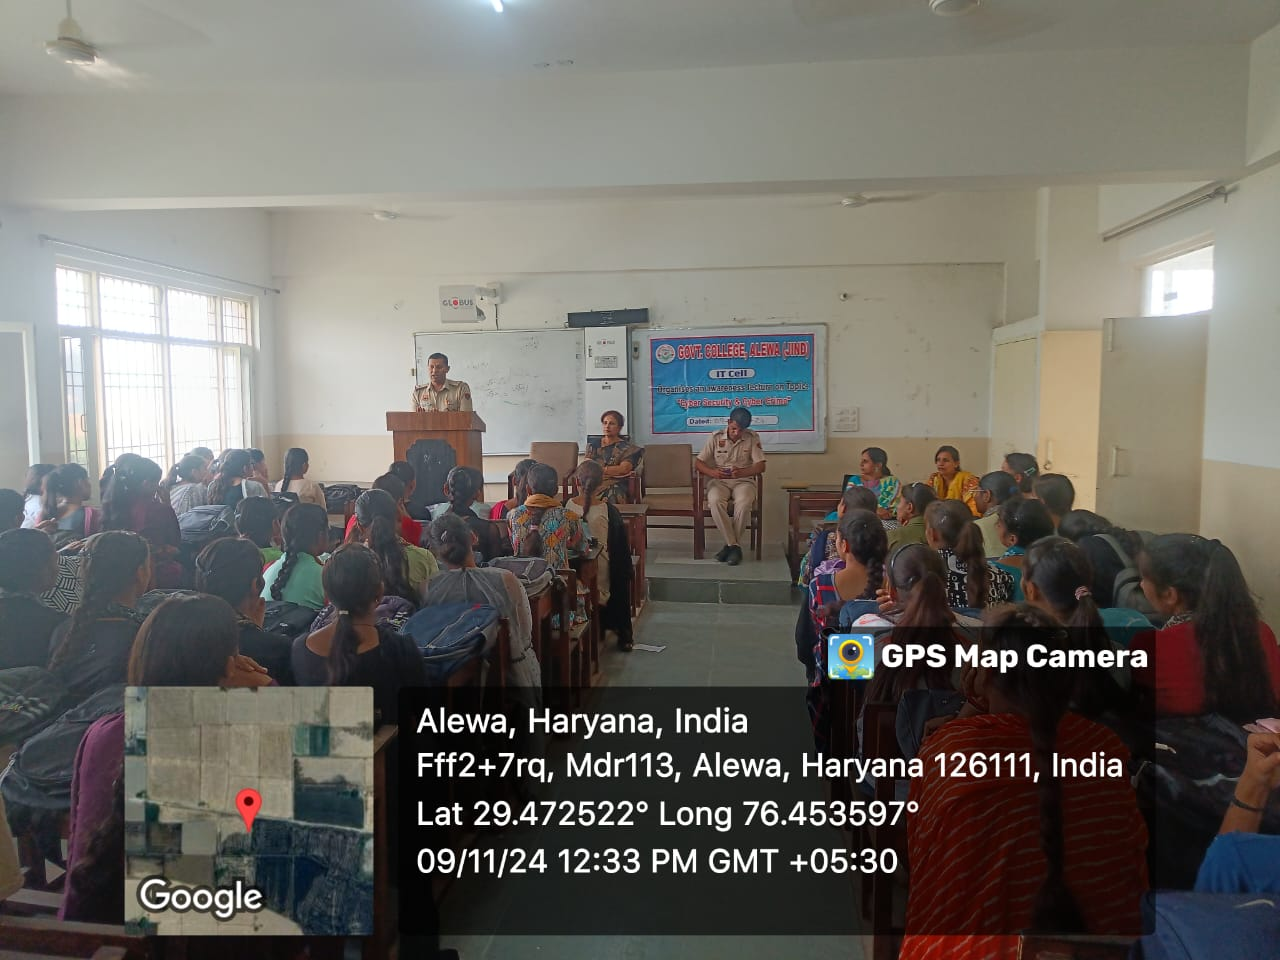 GLOBUS
GOVT. COLLEGE, ALEWA (JIND)
IT Cell
Organises an awareness lecture on Topic
"Cyber Security & Cyber Crime"
Date:
GPS Map Camera
Alewa, Haryana, India
Fff2+7rq, Mdr113, Alewa, Haryana 126111, India
Lat 29.472522° Long 76.453597°
09/11/24 12:33 PM GMT +05:30
Google